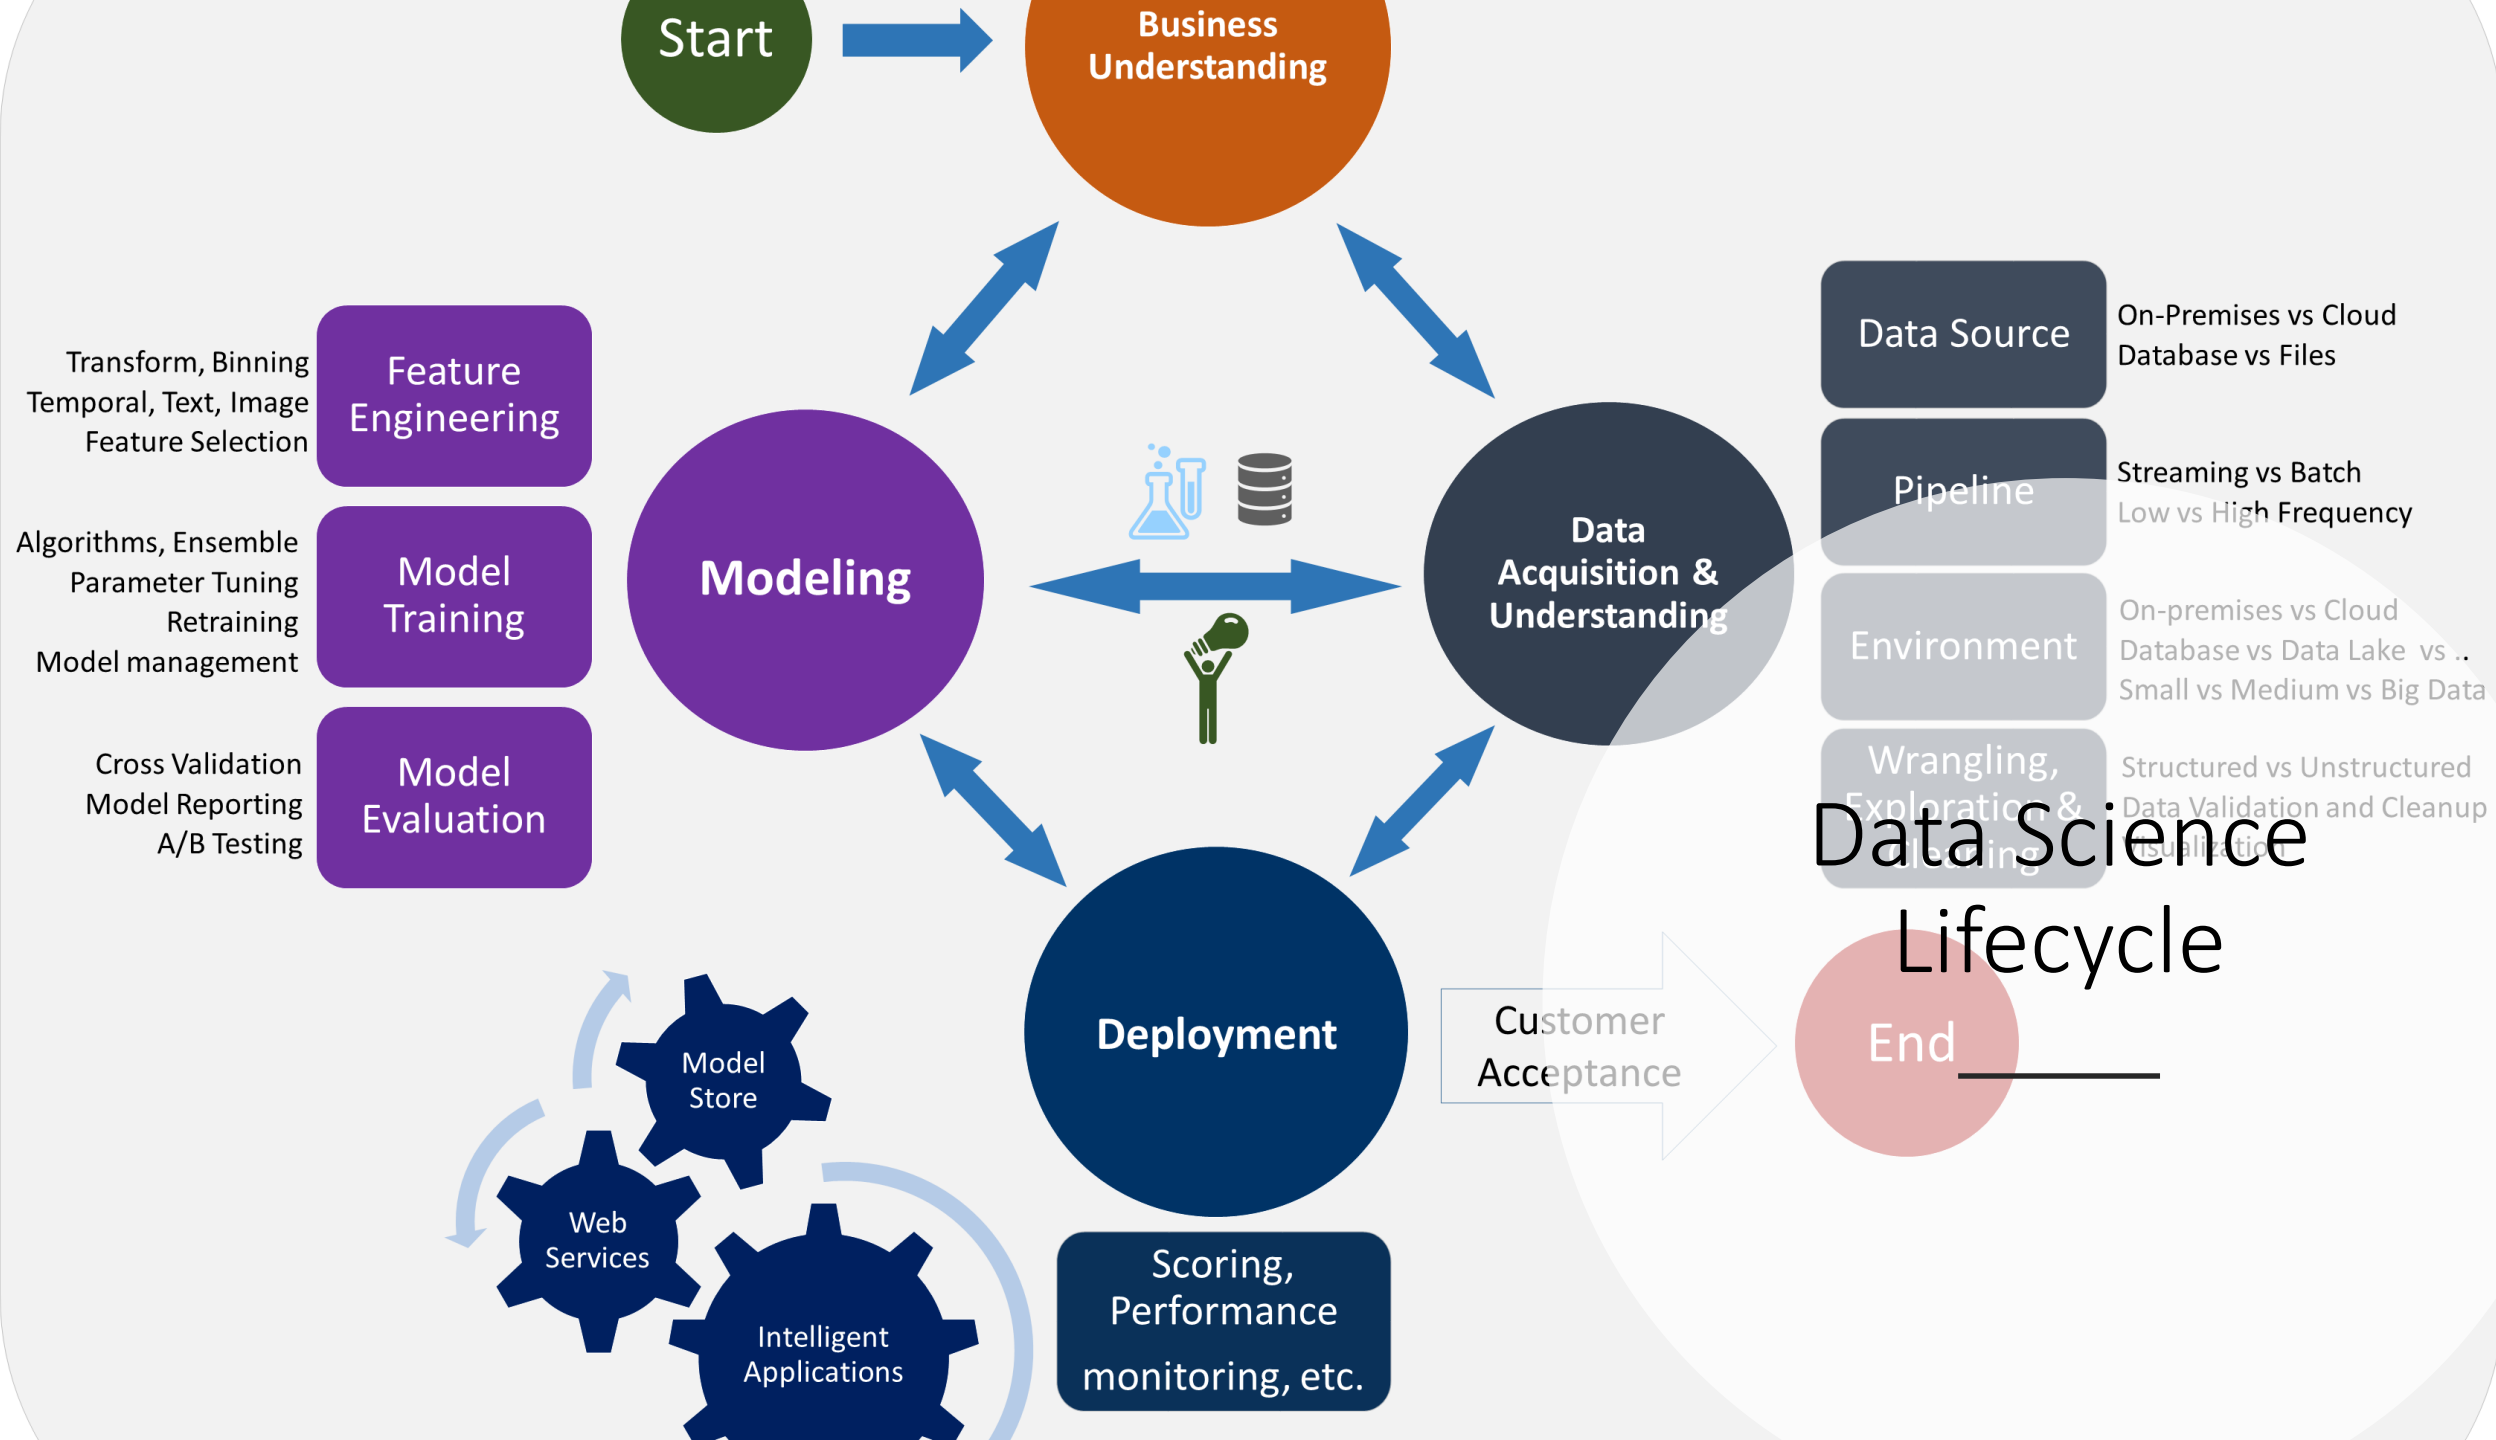 Start
Business
Understanding
Transform, Binning
Temporal, Text, Image
Feature Selection
Feature
Engineering
Algorithms, Ensemble
Parameter Tuning
Retraining
Model management
Model
Training
Cross Validation
Model Reporting
A/B Testing
Model
Evaluation
Modeling
Data
Acquisition &
Understanding
Data Source
On-Premises vs Cloud
Database vs Files
Pipeline
Streaming vs Batch
Low vs High Frequency
Environment
On-premises vs Cloud
Database vs Data Lake  vs ..
Small vs Medium vs Big Data
Wrangling,
Exploration &
Cleaning
Structured vs Unstructured
Data Validation and Cleanup
Visualization
Data Science
Lifecycle
Deployment
Customer
Acceptance
End
Model
Store
Web
Services
Intelligent
Applications
Scoring,
Performance
monitoring, etc.